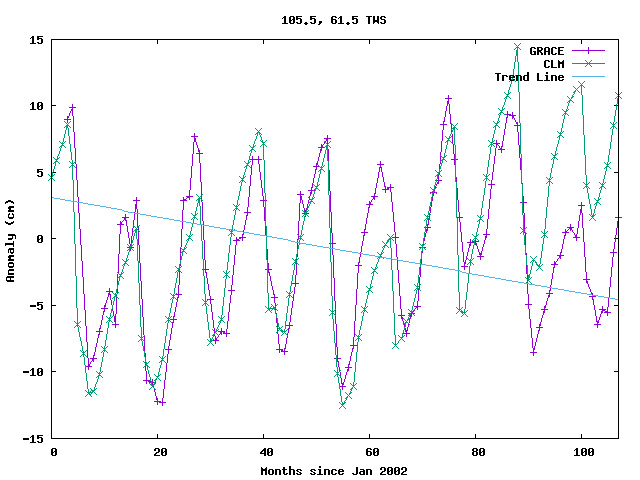 105.5, 61.5 TWS
GRACE
CLM
Trend Line
15
10
5
0
-5
-10
-15
Anomaly (cm)
0 20 40 60 80 100
Months since Jan 2002